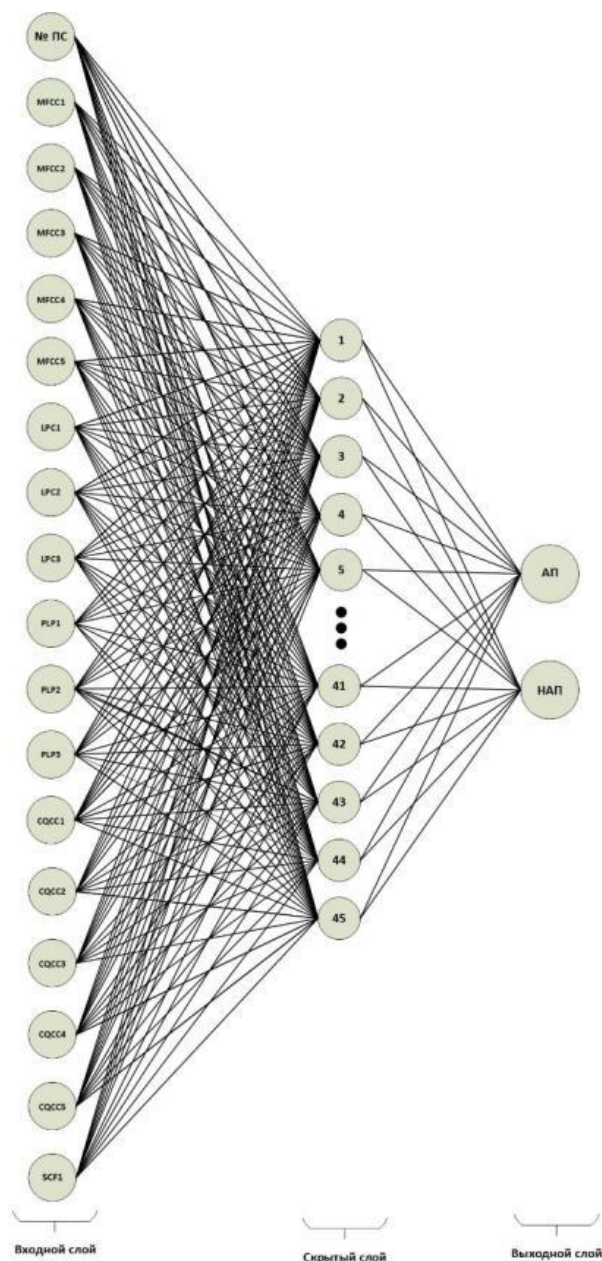 № ПС
MFCC1
MFCC2
MFCC3
MFCC4
MFCC5
LPC1
LPC2
LPC3
PLP1
PLP2
PLP3
CQCC1
CQCC2
CQCC3
CQCC4
CQCC5
SCF1
Входной слой
1
2
3
4
5
41
42
43
44
45
Скрытый слой
АП
НАП
Выходной слой